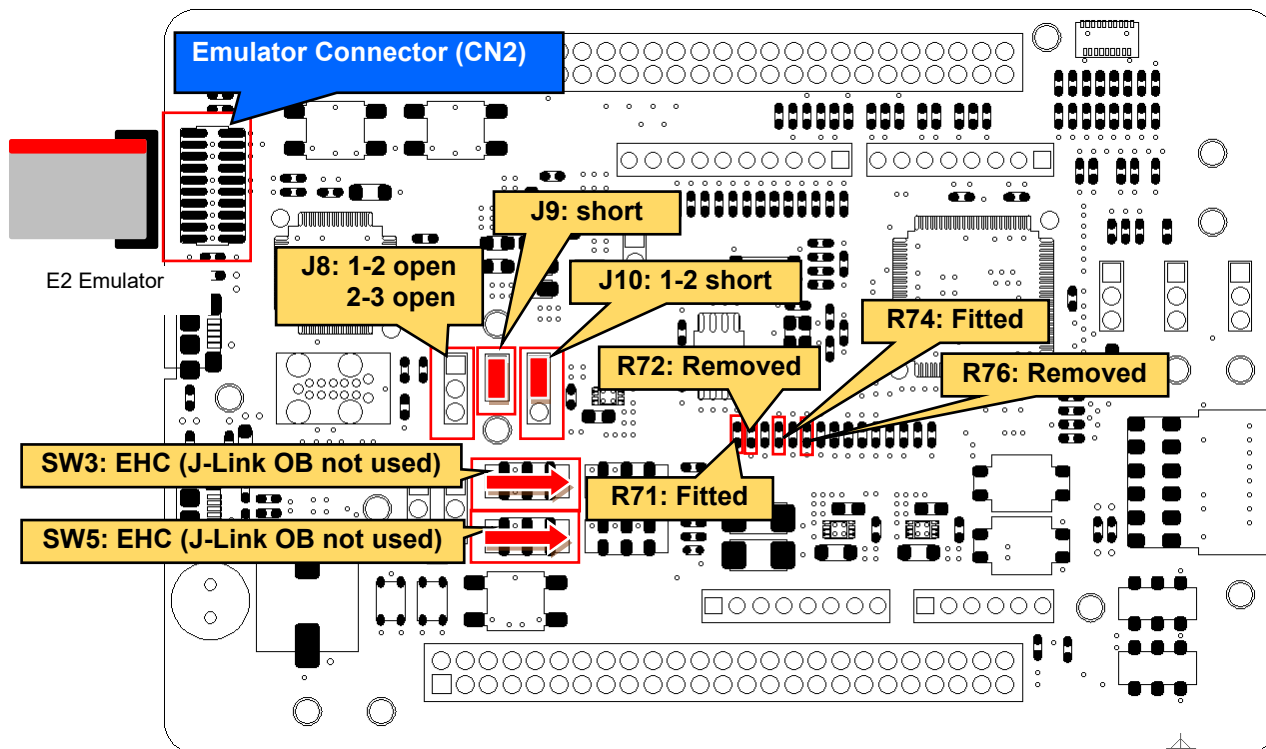 Emulator Connector (CN2)
J9: short
J8: 1-2 open
2-3 open
J10: 1-2 short
E2 Emulator
R74: Fitted
R72: Removed
R76: Removed
SW3: EHC (J-Link OB not used)
R71: Fitted
SW5: EHC (J-Link OB not used)